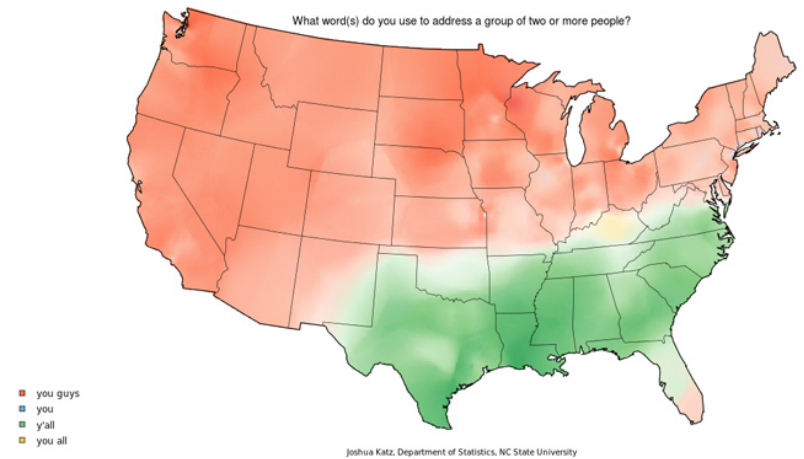 What word(s) do you use to address a group of two or more people?
you guys
you
y'all
you all
Joshua Katz, Department of Statistics, NC State University